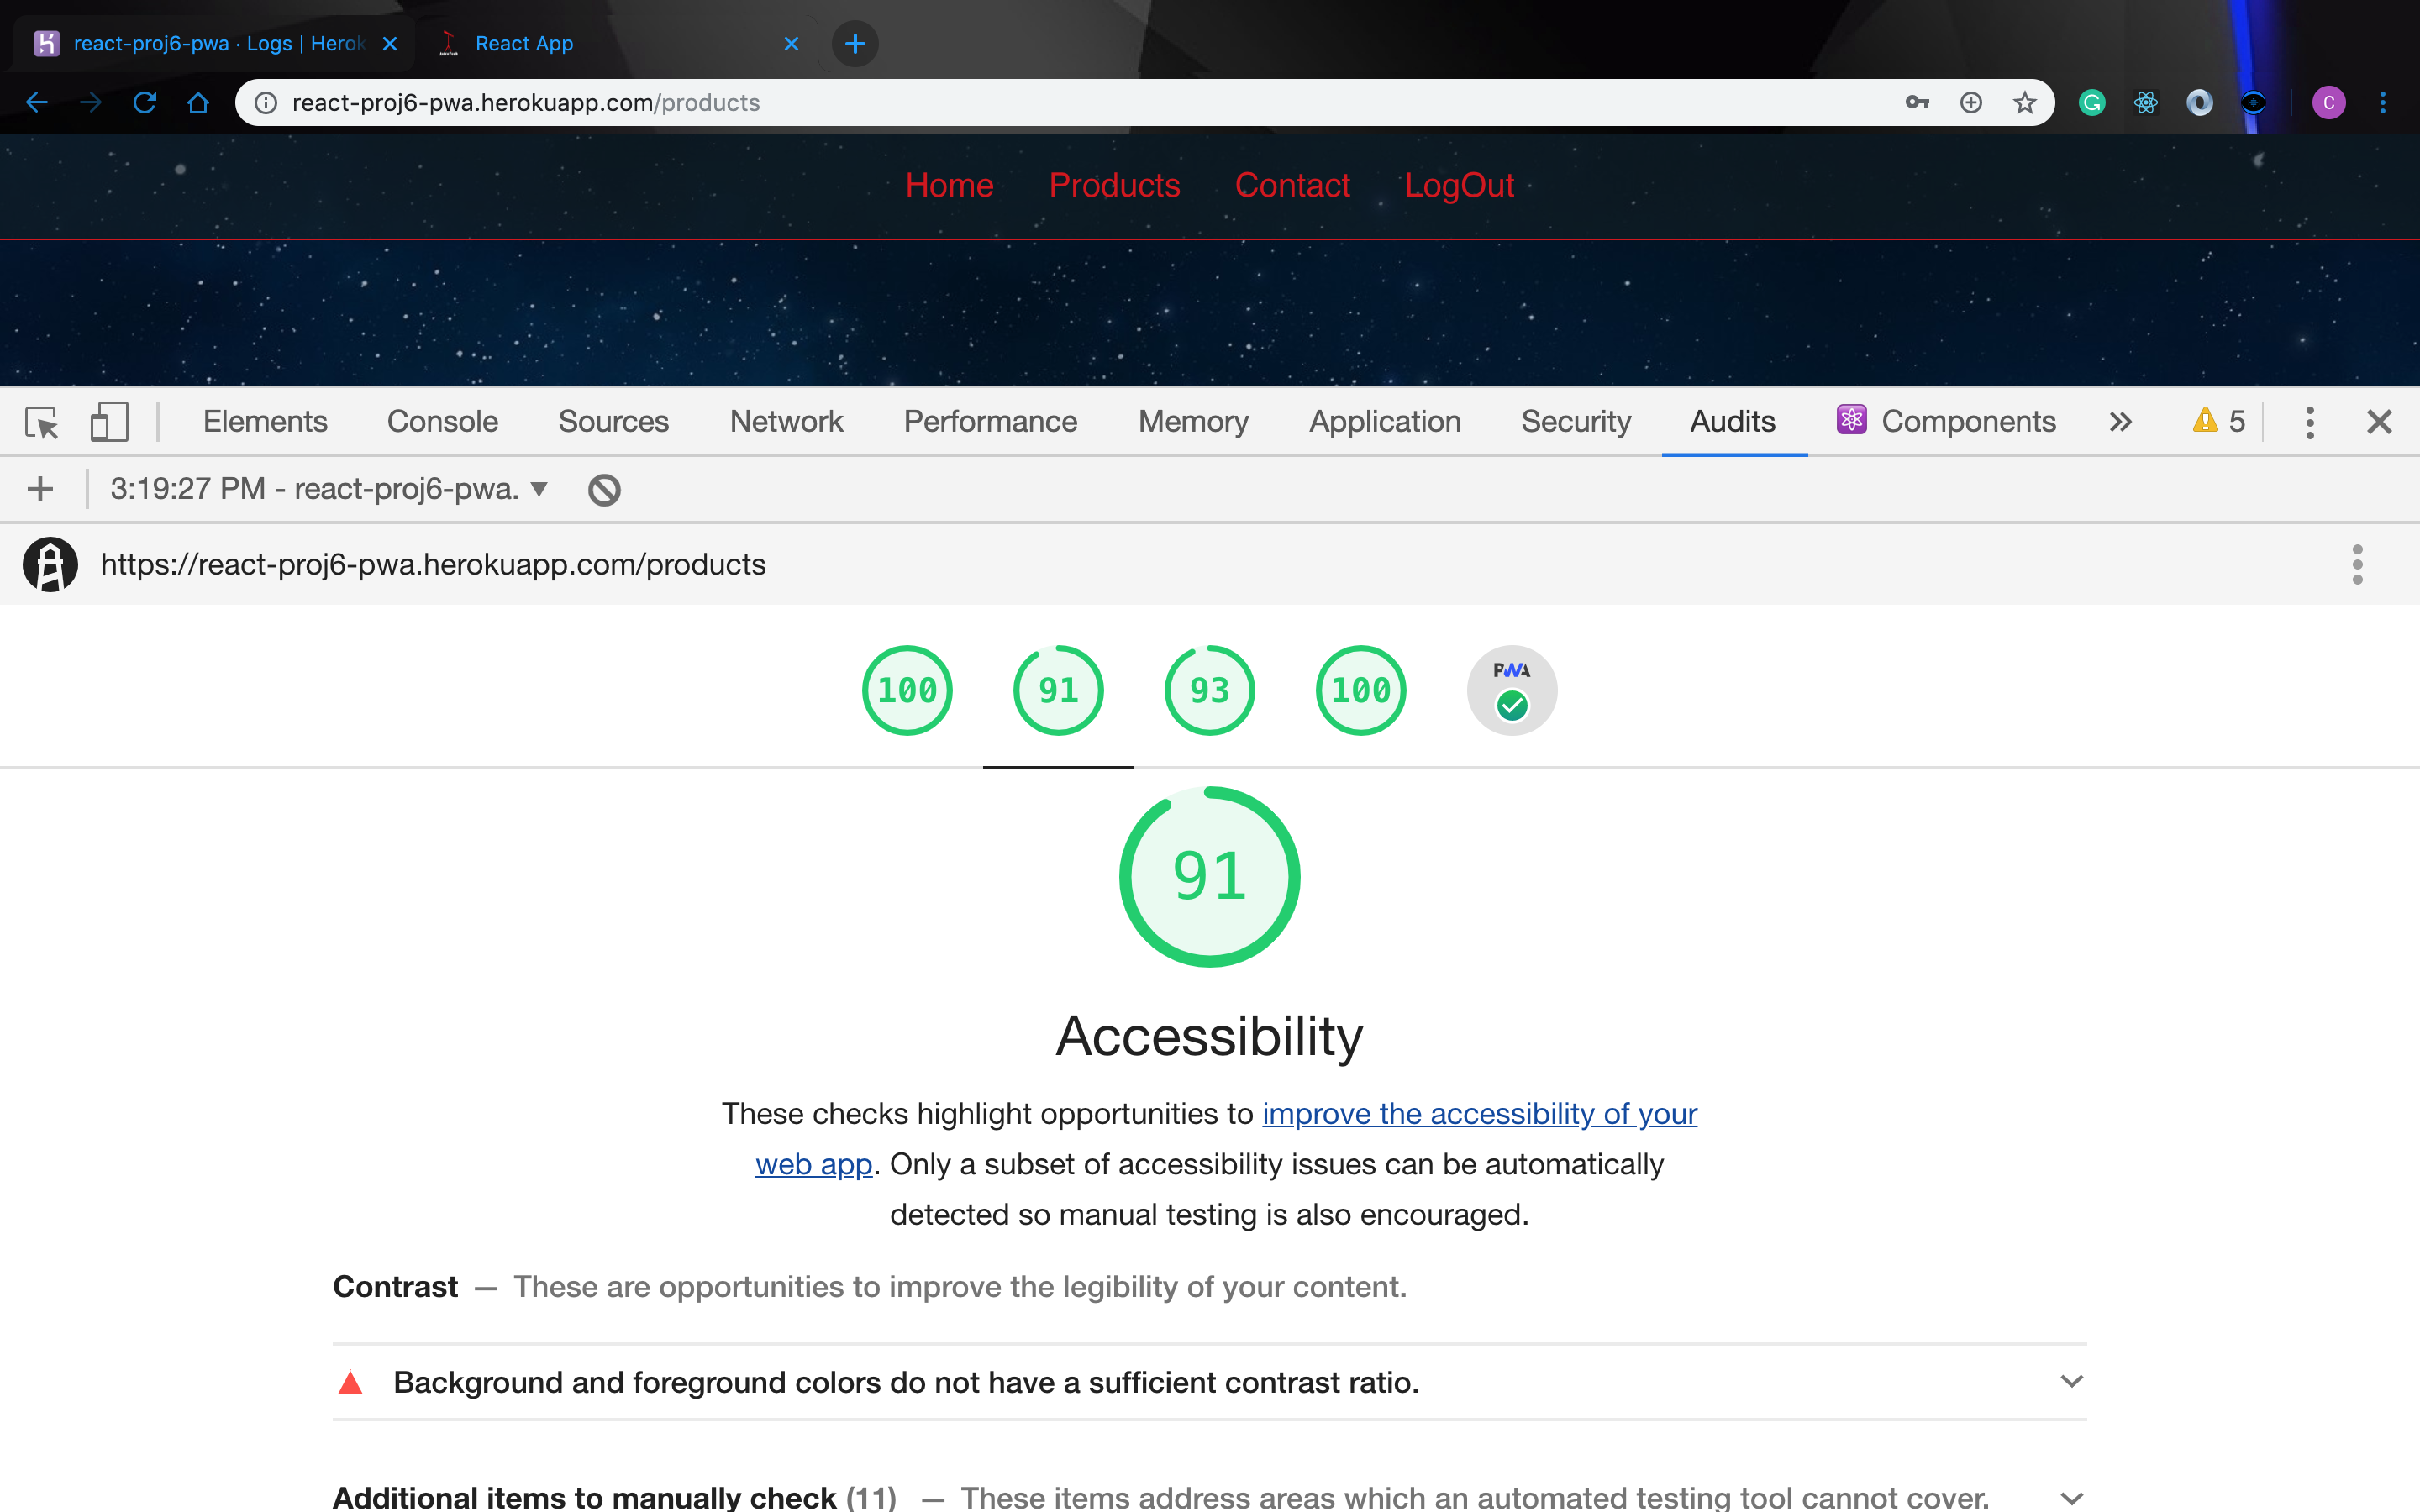 react-proj6-pwa · Logs | Herok
React App
react-proj6-pwa.herokuapp.com/products
C
Home Products Contact LogOut
Elements Console Sources Network Performance Memory Application Security Audits Components 5
3:19:27 PM - react-proj6-pwa.
https://react-proj6-pwa.herokuapp.com/products
100 91 93 100 PWA
91
Accessibility
These checks highlight opportunities to improve the accessibility of your
web app. Only a subset of accessibility issues can be automatically
detected so manual testing is also encouraged.
Contrast — These are opportunities to improve the legibility of your content.
Background and foreground colors do not have a sufficient contrast ratio.
Additional items to manually check (11) — These items address areas which an automated testing tool cannot cover.